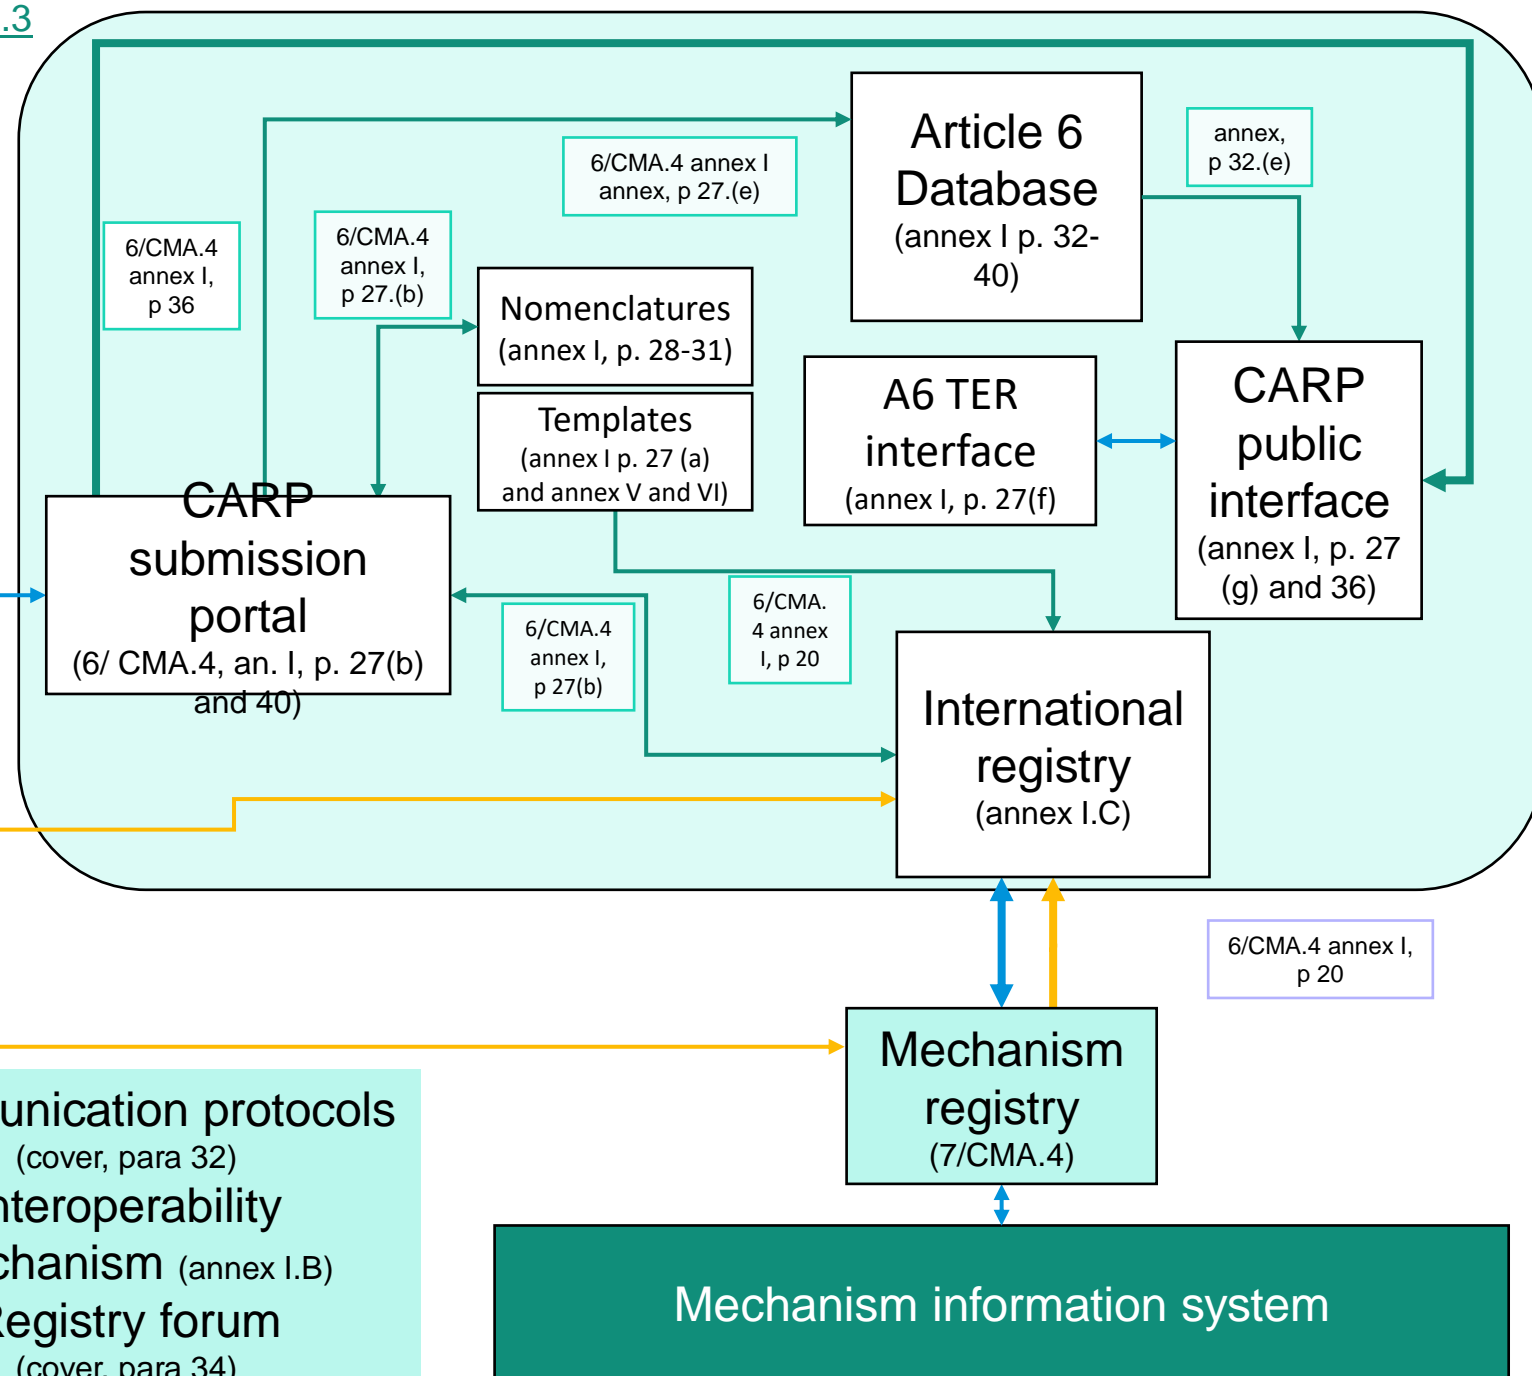 .3
Article 6
Database
(annex I p. 32-
40)
annex,
p 32.(e)
6/CMA.4 annex I
annex, p 27.(e)
6/CMA.4
annex I,
p 36
6/CMA.4
annex I,
p 27.(b)
Nomenclatures
(annex I, p. 28-31)
Templates
(annex I p. 27 (a)
and annex V and VI)
A6 TER
interface
(annex I, p. 27(f)
CARP
public
interface
(annex I, p. 27
(g) and 36)
CARP
submission
portal
(6/ CMA.4, an. I, p. 27(b)
and 40)
6/CMA.4
annex I,
p 27(b)
6/CMA.
4 annex
I, p 20
International
registry
(annex I.C)
6/CMA.4 annex I,
p 20
Mechanism
registry
(7/CMA.4)
unication protocols
(cover, para 32)
nteroperability
chanism (annex I.B)
Registry forum
(cover, para 34)
Mechanism information system